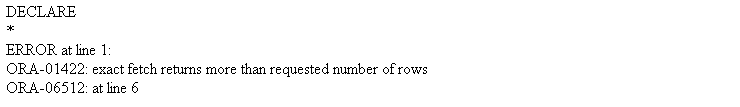 DECLARE
*
ERROR at line 1:
ORA-01422: exact fetch returns more than requested number of rows
ORA-06512: at line 6